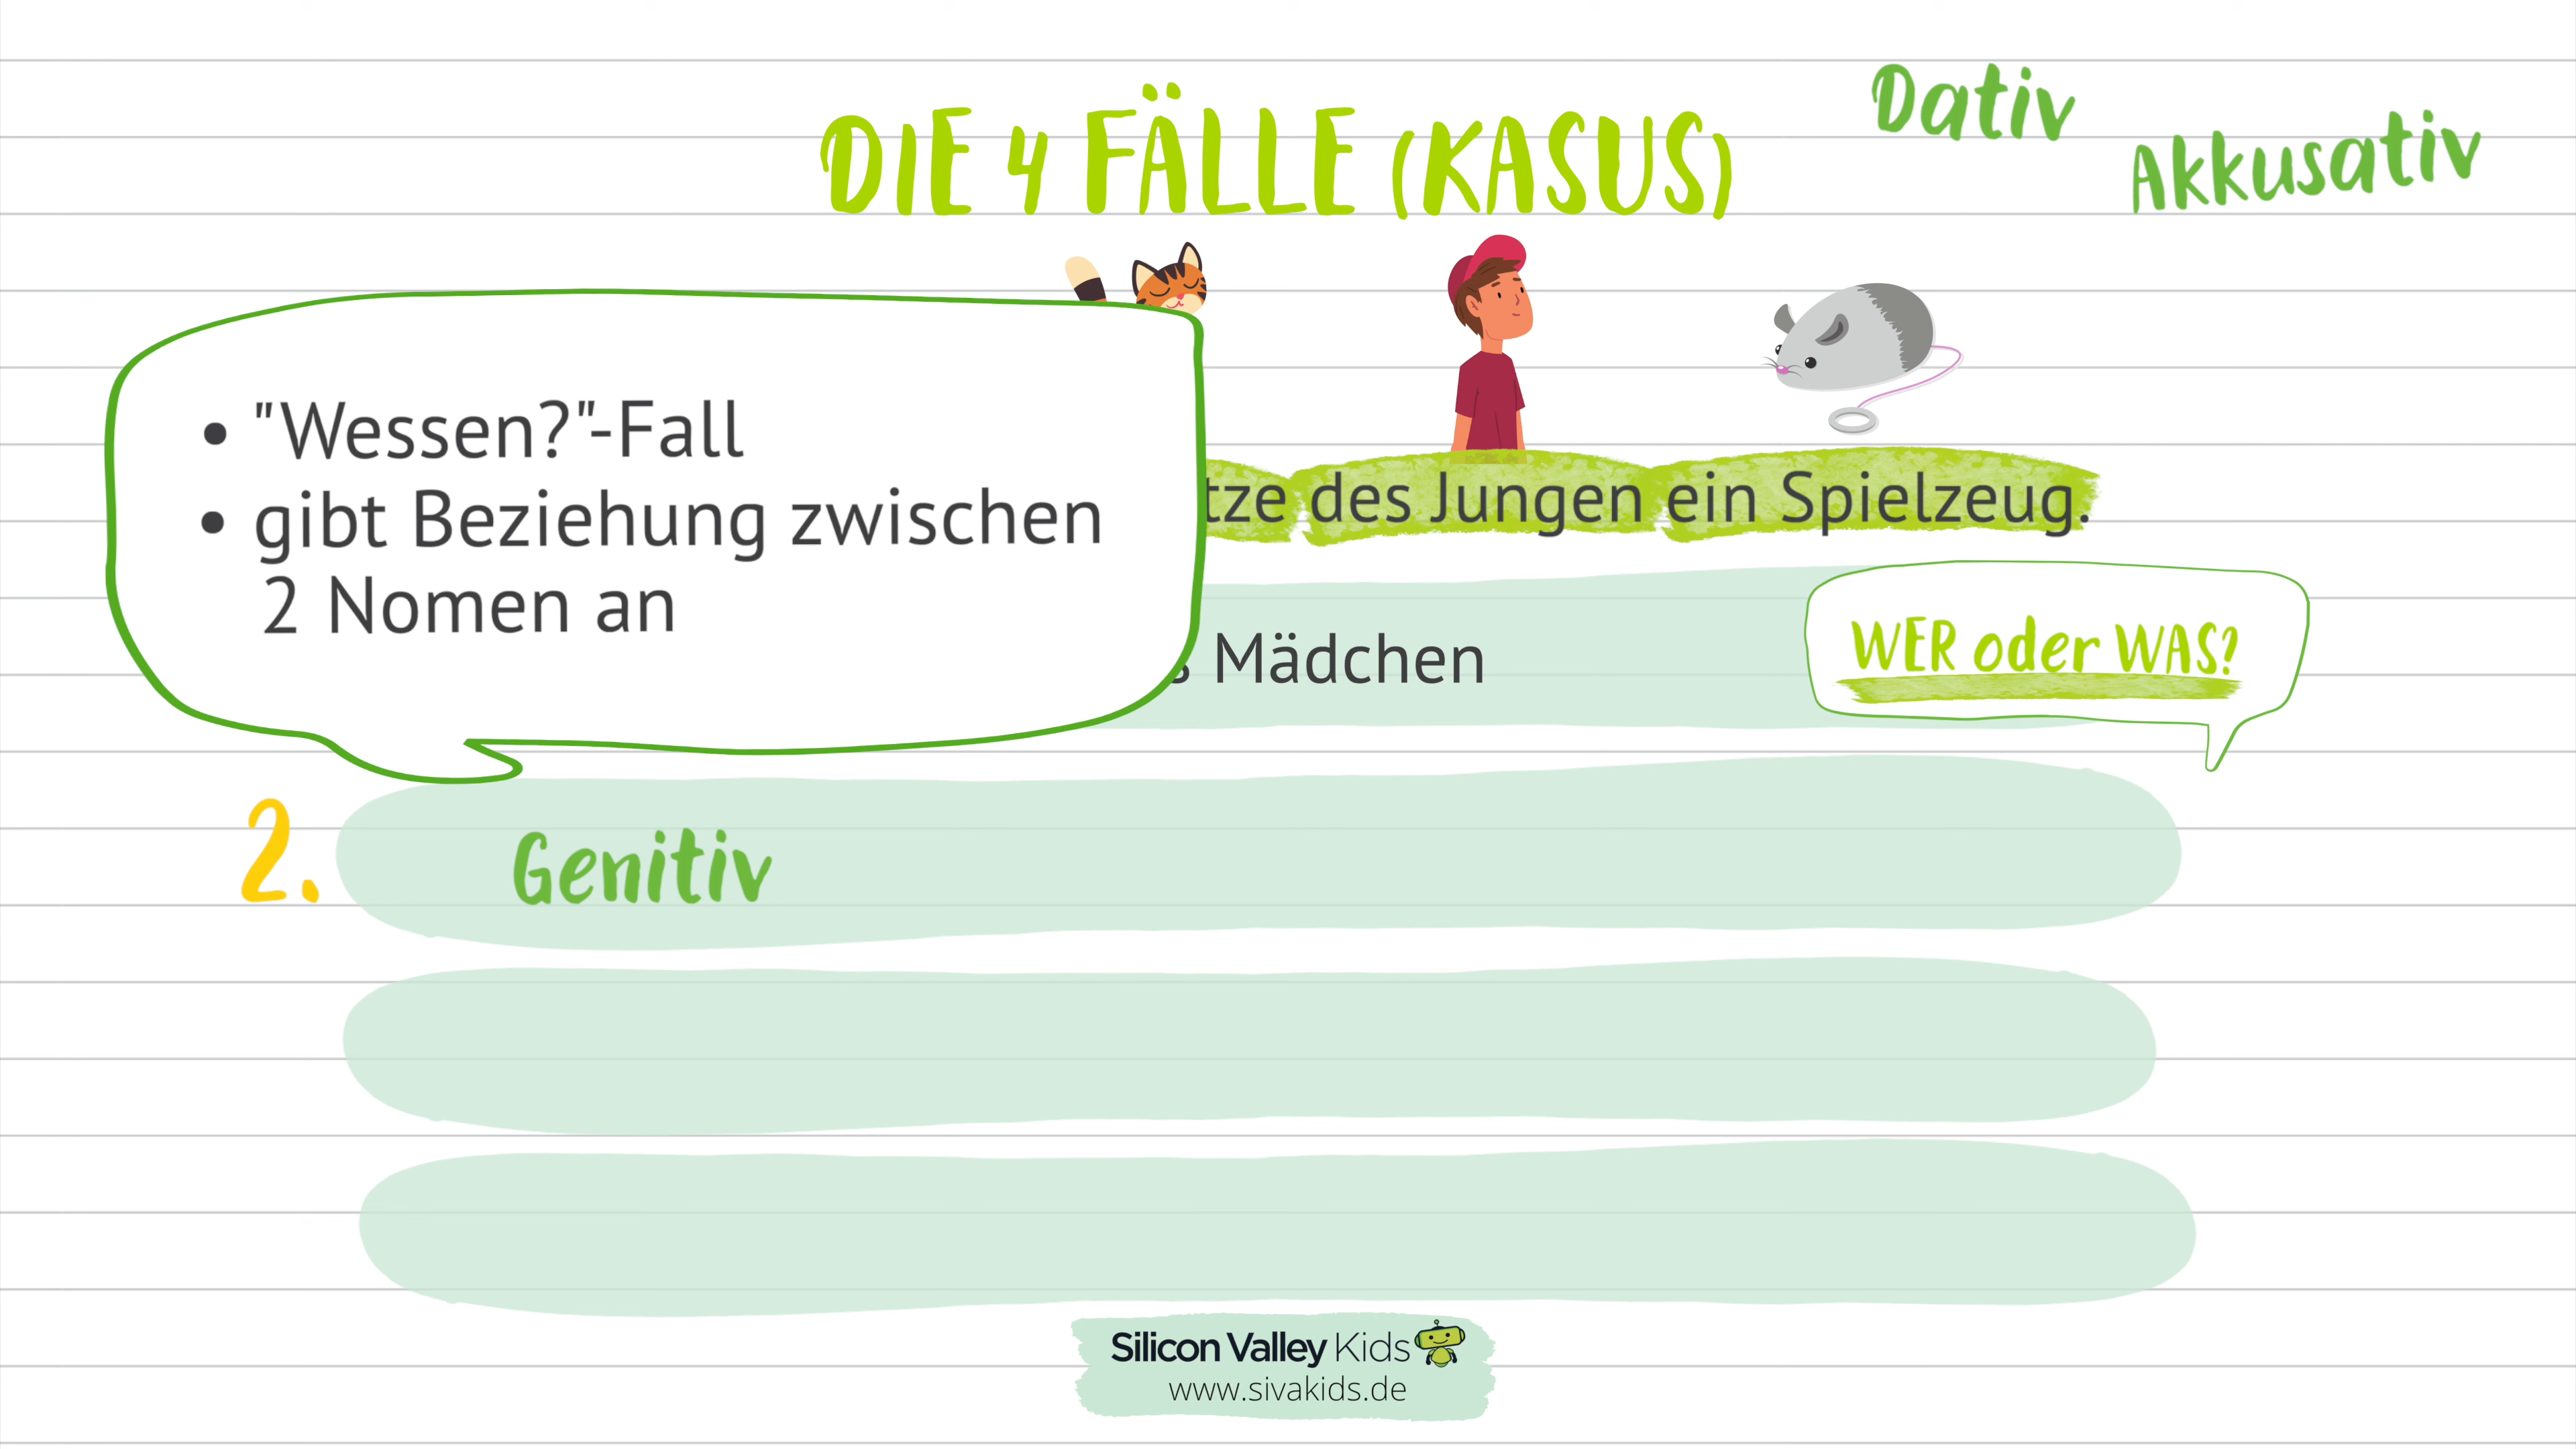 DIE 4 FÄLLE (KASUS)
Dativ
Akkusativ
• "Wessen?"-Fall
• gibt Beziehung zwischen
2 Nomen an
tze des Jungen ein Spielzeug.
s Mädchen
WER oder WAS?
2. Genitiv
Silicon Valley Kids
www.sivakids.de